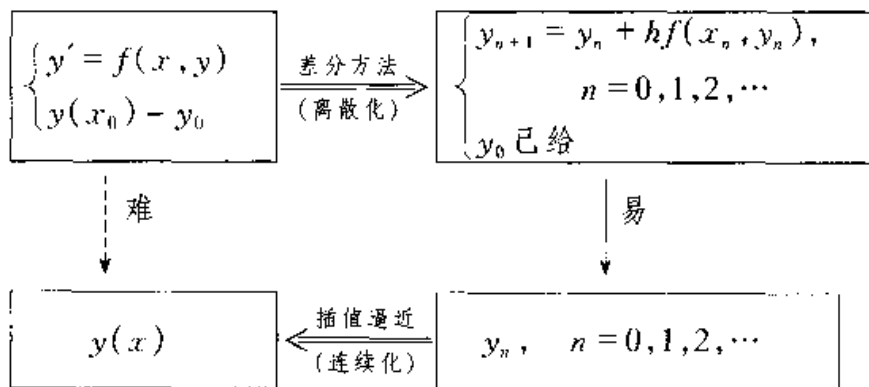 y′ = f(x, y)
y(x₀) − y₀
差分方法
(离散化)
yₙ₊₁ = yₙ + hf(xₙ, yₙ),
n = 0,1,2,⋯
y₀已给
难
易
y(x)
插值逼近
(连续化)
yₙ, n = 0,1,2,⋯